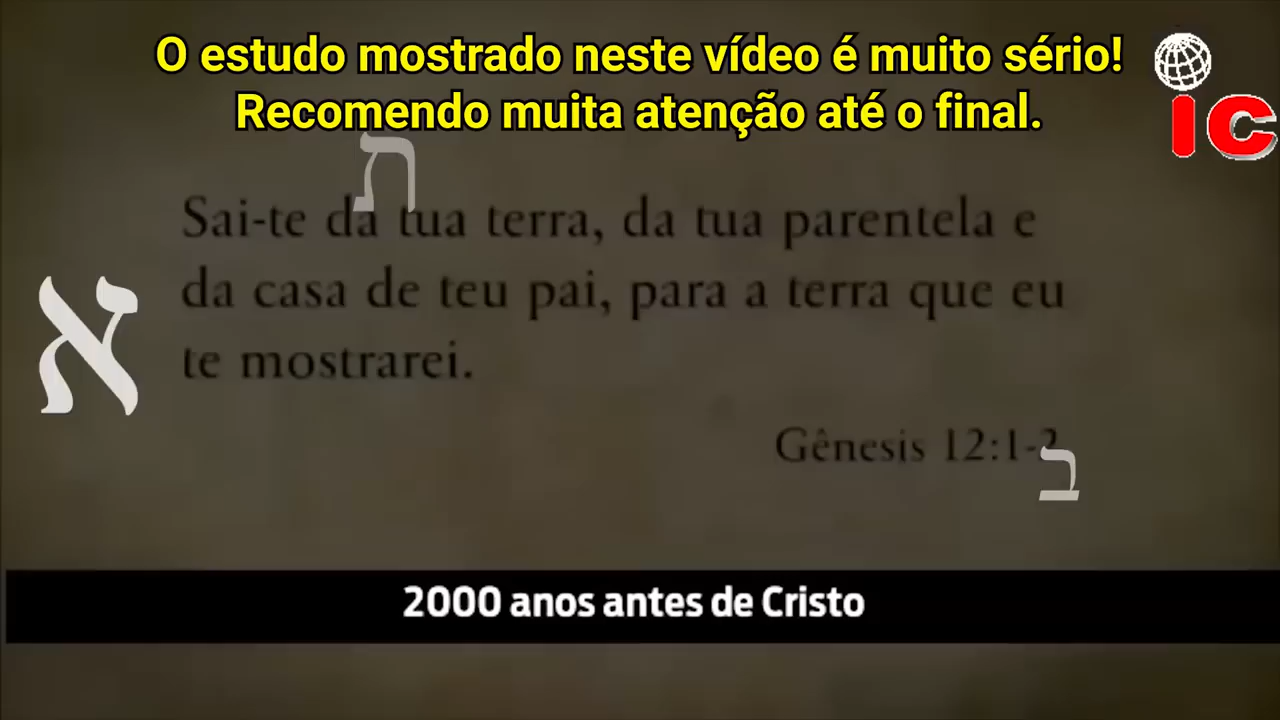 O estudo mostrado neste vídeo é muito sério!
Recomendo muita atenção até o final.
IC
ת
Sai-te da tua terra, da tua parentela e
da casa de teu pai, para a terra que eu
te mostrarei.
א
Gênesis 12:1-2
ב
2000 anos antes de Cristo